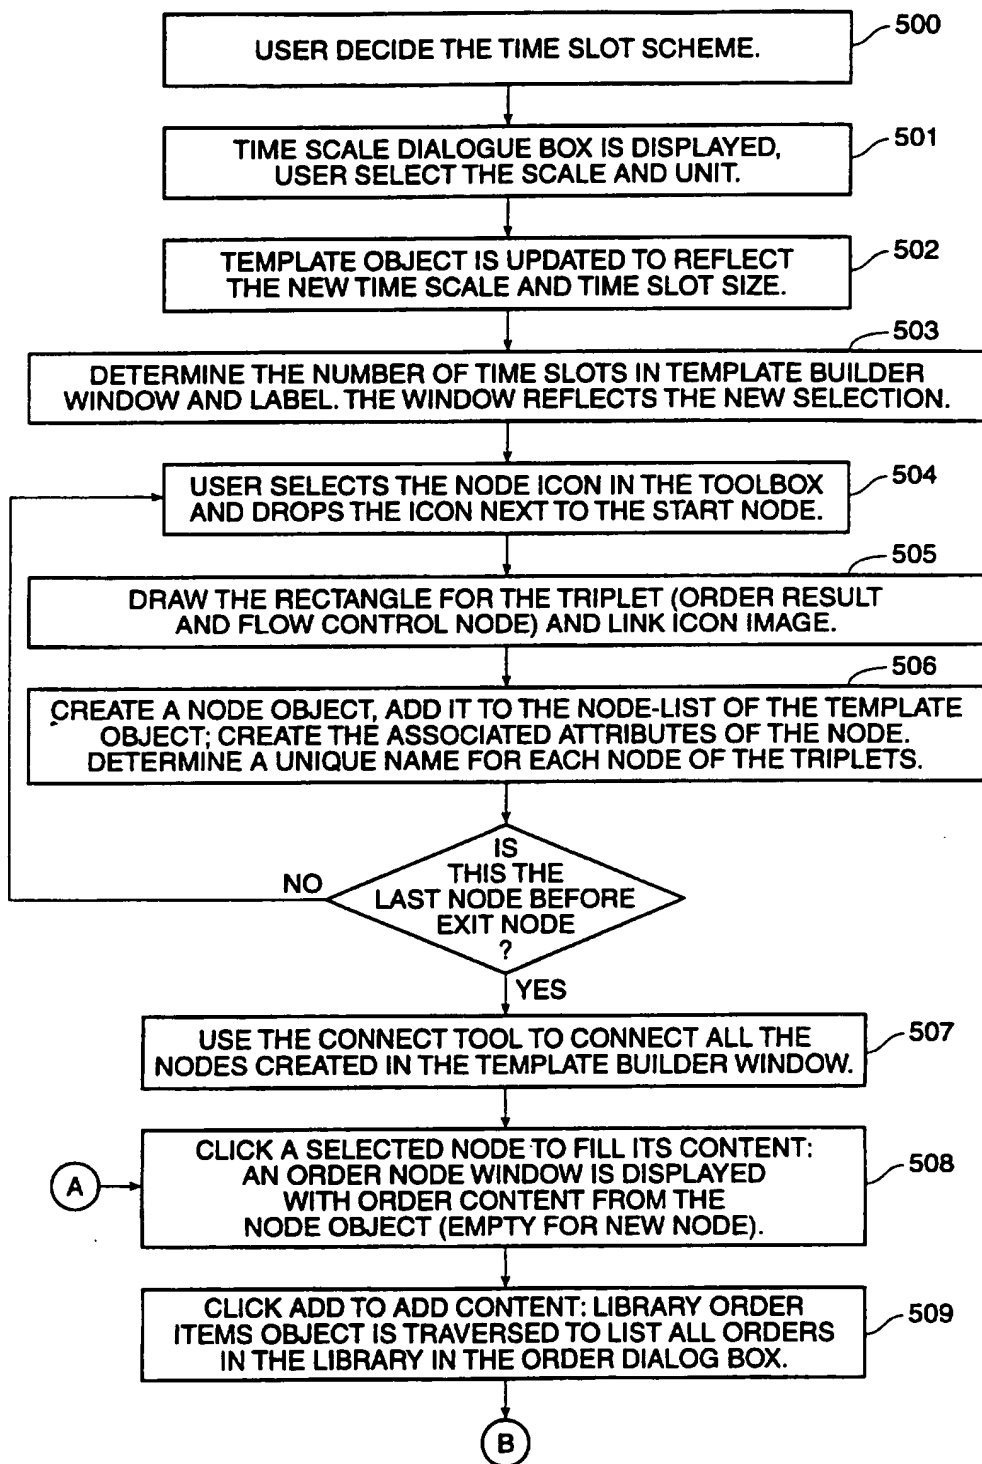 500
USER DECIDE THE TIME SLOT SCHEME.
501
TIME SCALE DIALOGUE BOX IS DISPLAYED,
USER SELECT THE SCALE AND UNIT.
502
TEMPLATE OBJECT IS UPDATED TO REFLECT
THE NEW TIME SCALE AND TIME SLOT SIZE.
503
DETERMINE THE NUMBER OF TIME SLOTS IN TEMPLATE BUILDER
WINDOW AND LABEL. THE WINDOW REFLECTS THE NEW SELECTION.
504
USER SELECTS THE NODE ICON IN THE TOOLBOX
AND DROPS THE ICON NEXT TO THE START NODE.
505
DRAW THE RECTANGLE FOR THE TRIPLET (ORDER RESULT
AND FLOW CONTROL NODE) AND LINK ICON IMAGE.
506
CREATE A NODE OBJECT, ADD IT TO THE NODE-LIST OF THE TEMPLATE
OBJECT; CREATE THE ASSOCIATED ATTRIBUTES OF THE NODE.
DETERMINE A UNIQUE NAME FOR EACH NODE OF THE TRIPLETS.
IS
THIS THE
LAST NODE BEFORE
EXIT NODE
?
NO
YES
507
USE THE CONNECT TOOL TO CONNECT ALL THE
NODES CREATED IN THE TEMPLATE BUILDER WINDOW.
A
508
CLICK A SELECTED NODE TO FILL ITS CONTENT:
AN ORDER NODE WINDOW IS DISPLAYED
WITH ORDER CONTENT FROM THE
NODE OBJECT (EMPTY FOR NEW NODE).
509
CLICK ADD TO ADD CONTENT: LIBRARY ORDER
ITEMS OBJECT IS TRAVERSED TO LIST ALL ORDERS
IN THE LIBRARY IN THE ORDER DIALOG BOX.
B